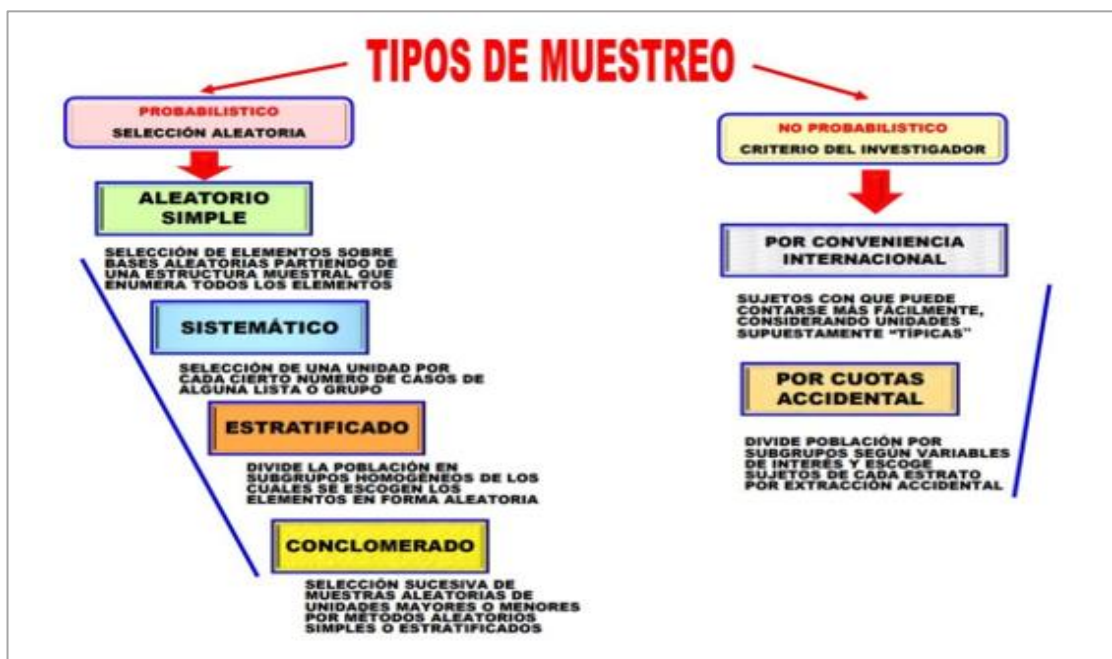 TIPOS DE MUESTREO
PROBABILISTICO
SELECCIÓN ALEATORIA
ALEATORIO
SIMPLE
SELECCIÓN DE ELEMENTOS SOBRE
BASES ALEATORIAS PARTIENDO DE
UNA ESTRUCTURA MUESTRAL QUE
ENUMERA TODOS LOS ELEMENTOS
SISTEMÁTICO
SELECCIÓN DE UNA UNIDAD POR
CADA CIERTO NÚMERO DE CASOS DE
ALGUNA LISTA O GRUPO
ESTRATIFICADO
DIVIDE LA POBLACIÓN EN
SUBGRUPOS HOMOGÉNEOS DE LOS
CUALES SE ESCOGEN LOS
ELEMENTOS EN FORMA ALEATORIA
CONCLOMERADO
SELECCIÓN SUCESIVA DE
MUESTRAS ALEATORIAS DE
UNIDADES MAYORES O MENORES
POR MÉTODOS ALEATORIOS
SIMPLES O ESTRATIFICADOS
NO PROBABILISTICO
CRITERIO DEL INVESTIGADOR
POR CONVENIENCIA
INTERNACIONAL
SUJETOS CON QUE PUEDE
CONTARSE MÁS FÁCILMENTE,
CONSIDERANDO UNIDADES
SUPUESTAMENTE "TÍPICAS"
POR CUOTAS
ACCIDENTAL
DIVIDE POBLACIÓN POR
SUBGRUPOS SEGÚN VARIABLES
DE INTERÉS Y ESCOGE
SUJETOS DE CADA ESTRATO
POR EXTRACCIÓN ACCIDENTAL